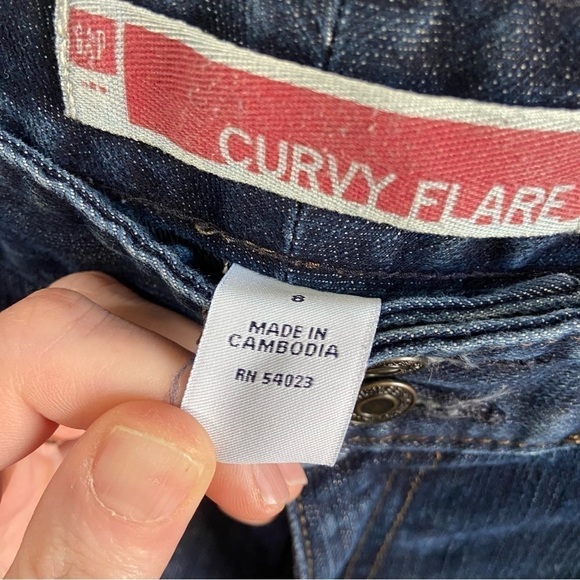 GAP
CURVY FLARE
8
MADE IN
CAMBODIA
RN 54023